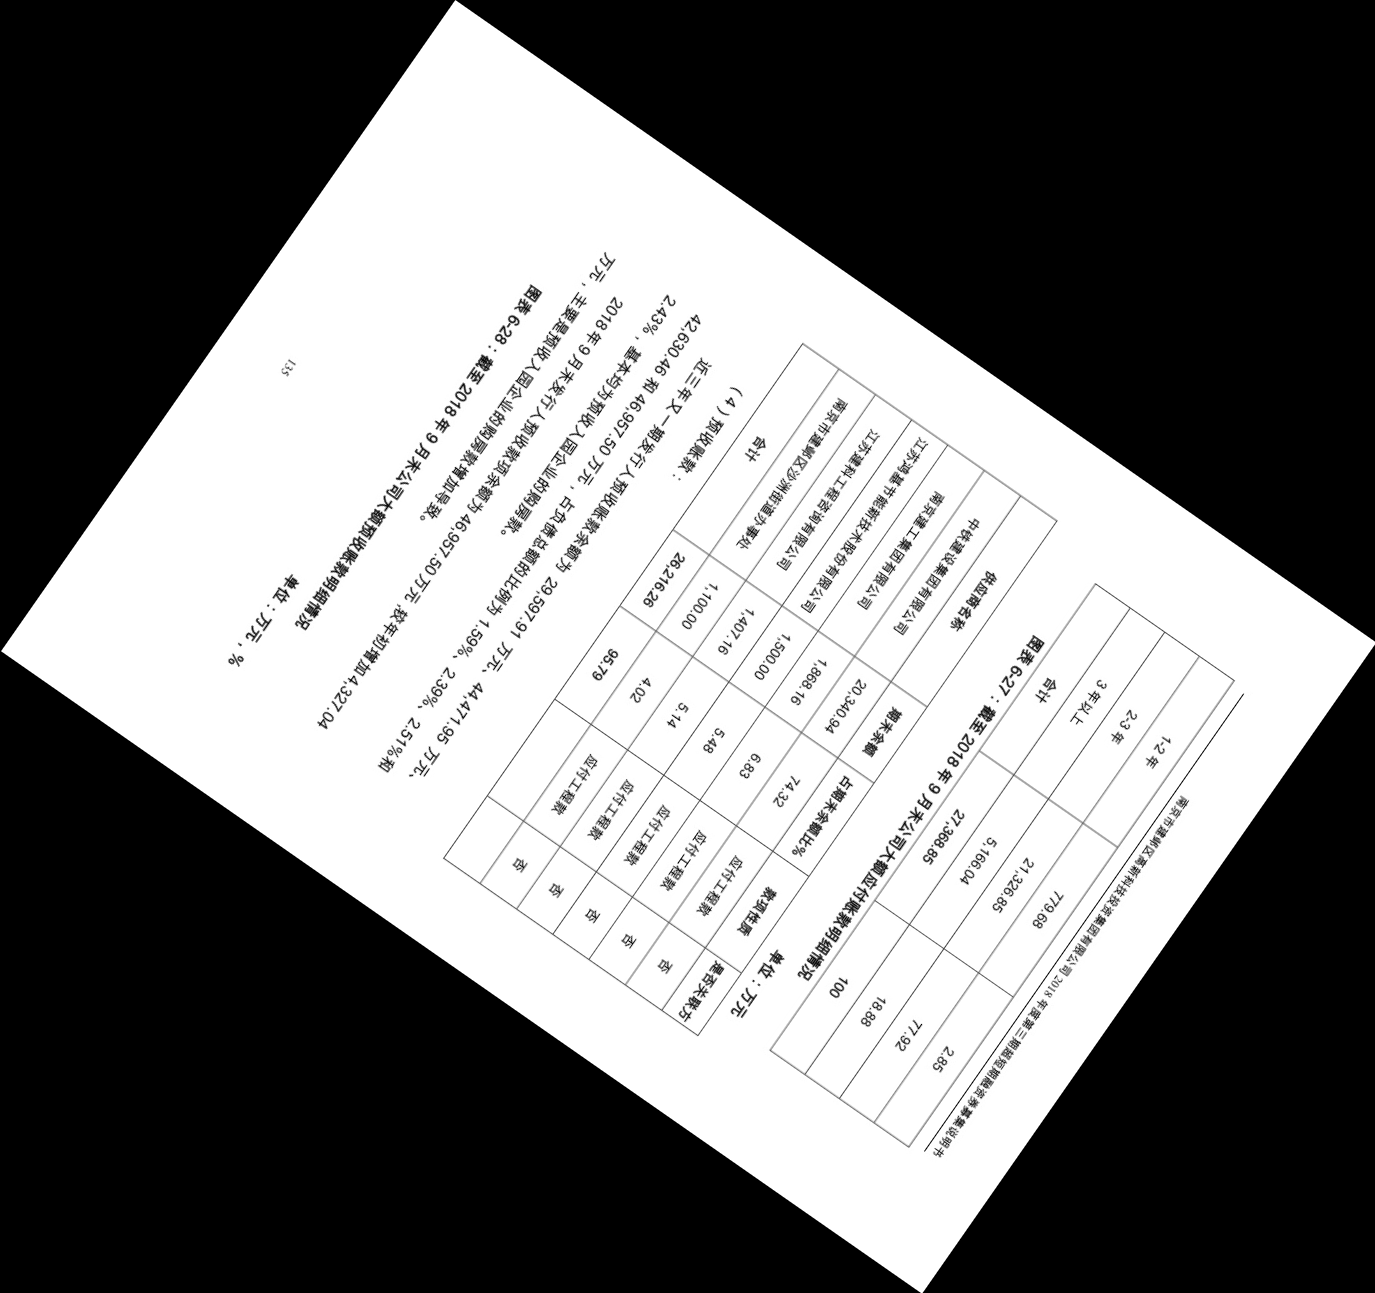 南京市建邺区高新科技投资集团有限公司 2018 年度第三期超短期融资券募集说明书
1-2 年 779.68 2.85
2-3 年 21,326.85 77.92
3 年以上 5,166.04 18.88
合计 27,368.85 100
图表 6-27：截至 2018 年 9 月末公司大额应付账款明细情况
单位：万元
供应商名称 期末余额 占期末余额比% 款项性质 是否关联方
中铁建设集团有限公司 20,340.94 74.32 应付工程款 否
南京建工集团有限公司 1,868.16 6.83 应付工程款 否
江苏鸿基节能新技术股份有限公司 1,500.00 5.48 应付工程款 否
江苏建科工程咨询有限公司 1,407.16 5.14 应付工程款 否
南京市建邺区沙洲街道办事处 1,100.00 4.02 应付工程款 否
合计 26,216.26 95.79
（4）预收账款：
近三年又一期发行人预收账款余额为 29,597.91 万元、44,471.95 万元、
42,630.46 和 46,957.50 万元，占负债总额的比例为 1.59%、2.39%、2.51%和
2.43%，基本均为预收入园企业的购房款。
2018 年 9 月末发行人预收款项余额为 46,957.50 万元，较年初增加 4,327.04
万元，主要是预收入园企业的购房款增加导致。
图表 6-28：截至 2018 年 9 月末公司大额预收账款明细情况
单位：万元，%
135